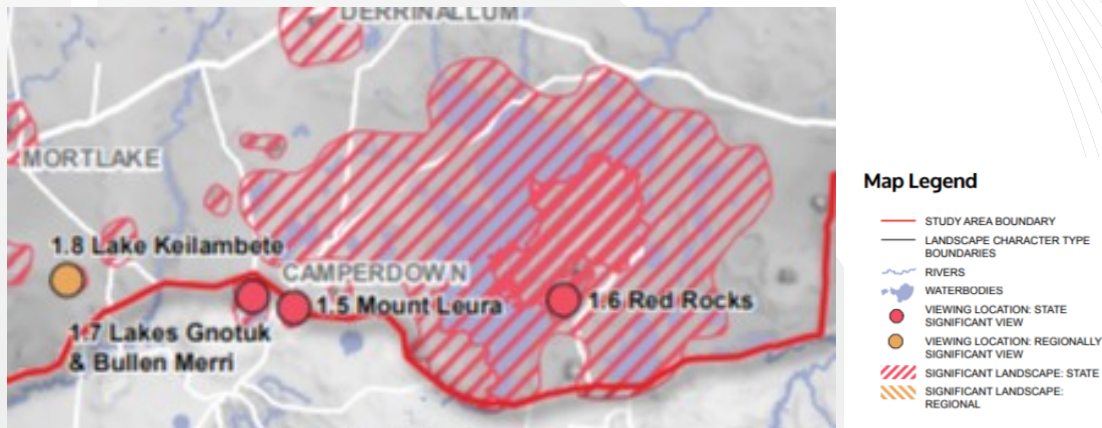 DERRINALLUM
MORTLAKE
1.8 Lake Keilambete
CAMPERDOWN
1.5 Mount Leura
1.6 Red Rocks
1.7 Lakes Gnotuk
& Bullen Merri
Map Legend
STUDY AREA BOUNDARY
LANDSCAPE CHARACTER TYPE
BOUNDARIES
RIVERS
WATERBODIES
VIEWING LOCATION: STATE
SIGNIFICANT VIEW
VIEWING LOCATION: REGIONALLY
SIGNIFICANT VIEW
SIGNIFICANT LANDSCAPE: STATE
SIGNIFICANT LANDSCAPE:
REGIONAL